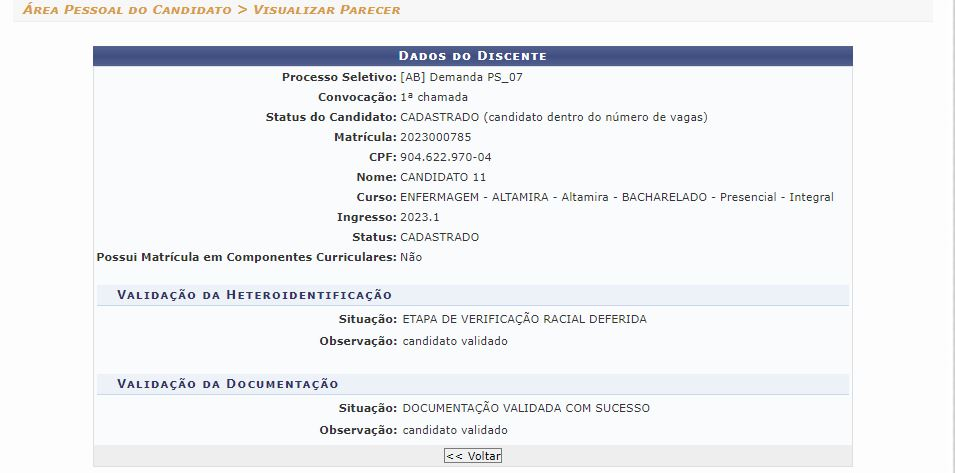 Área Pessoal do Candidato > Visualizar Parecer
Dados do Discente
Processo Seletivo: [AB] Demanda PS_07
Convocação: 1ª chamada
Status do Candidato: CADASTRADO (candidato dentro do número de vagas)
Matrícula: 2023000785
CPF: 904.622.970-04
Nome: CANDIDATO 11
Curso: ENFERMAGEM - ALTAMIRA - Altamira - BACHARELADO - Presencial - Integral
Ingresso: 2023.1
Status: CADASTRADO
Possui Matrícula em Componentes Curriculares: Não
Validação da Heteroidentificação
Situação: ETAPA DE VERIFICAÇÃO RACIAL DEFERIDA
Observação: candidato validado
Validação da Documentação
Situação: DOCUMENTAÇÃO VALIDADA COM SUCESSO
Observação: candidato validado
<< Voltar